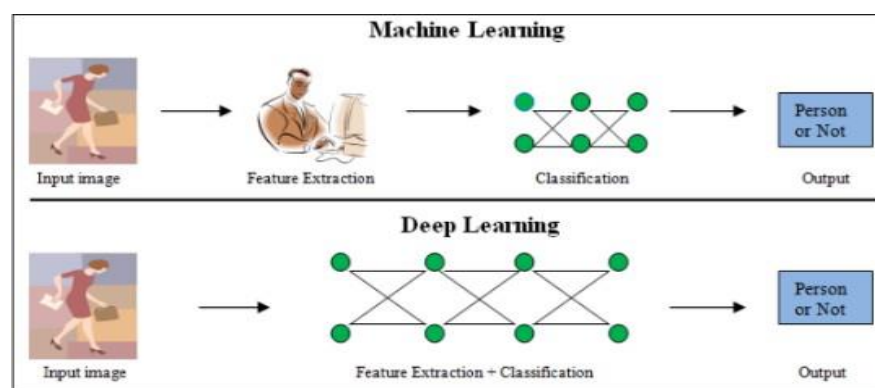 Machine Learning
Person
or Not
Input image
Feature Extraction
Classification
Output
Deep Learning
Person
or Not
Input image
Feature Extraction + Classification
Output